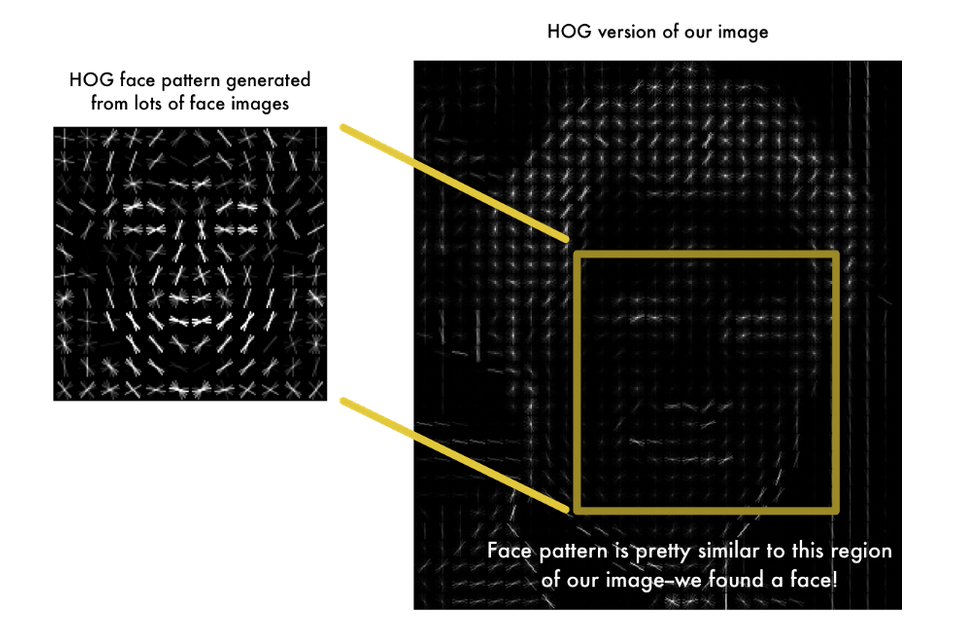 HOG version of our image
HOG face pattern generated
from lots of face images
Face pattern is pretty similar to this region
of our image–we found a face!